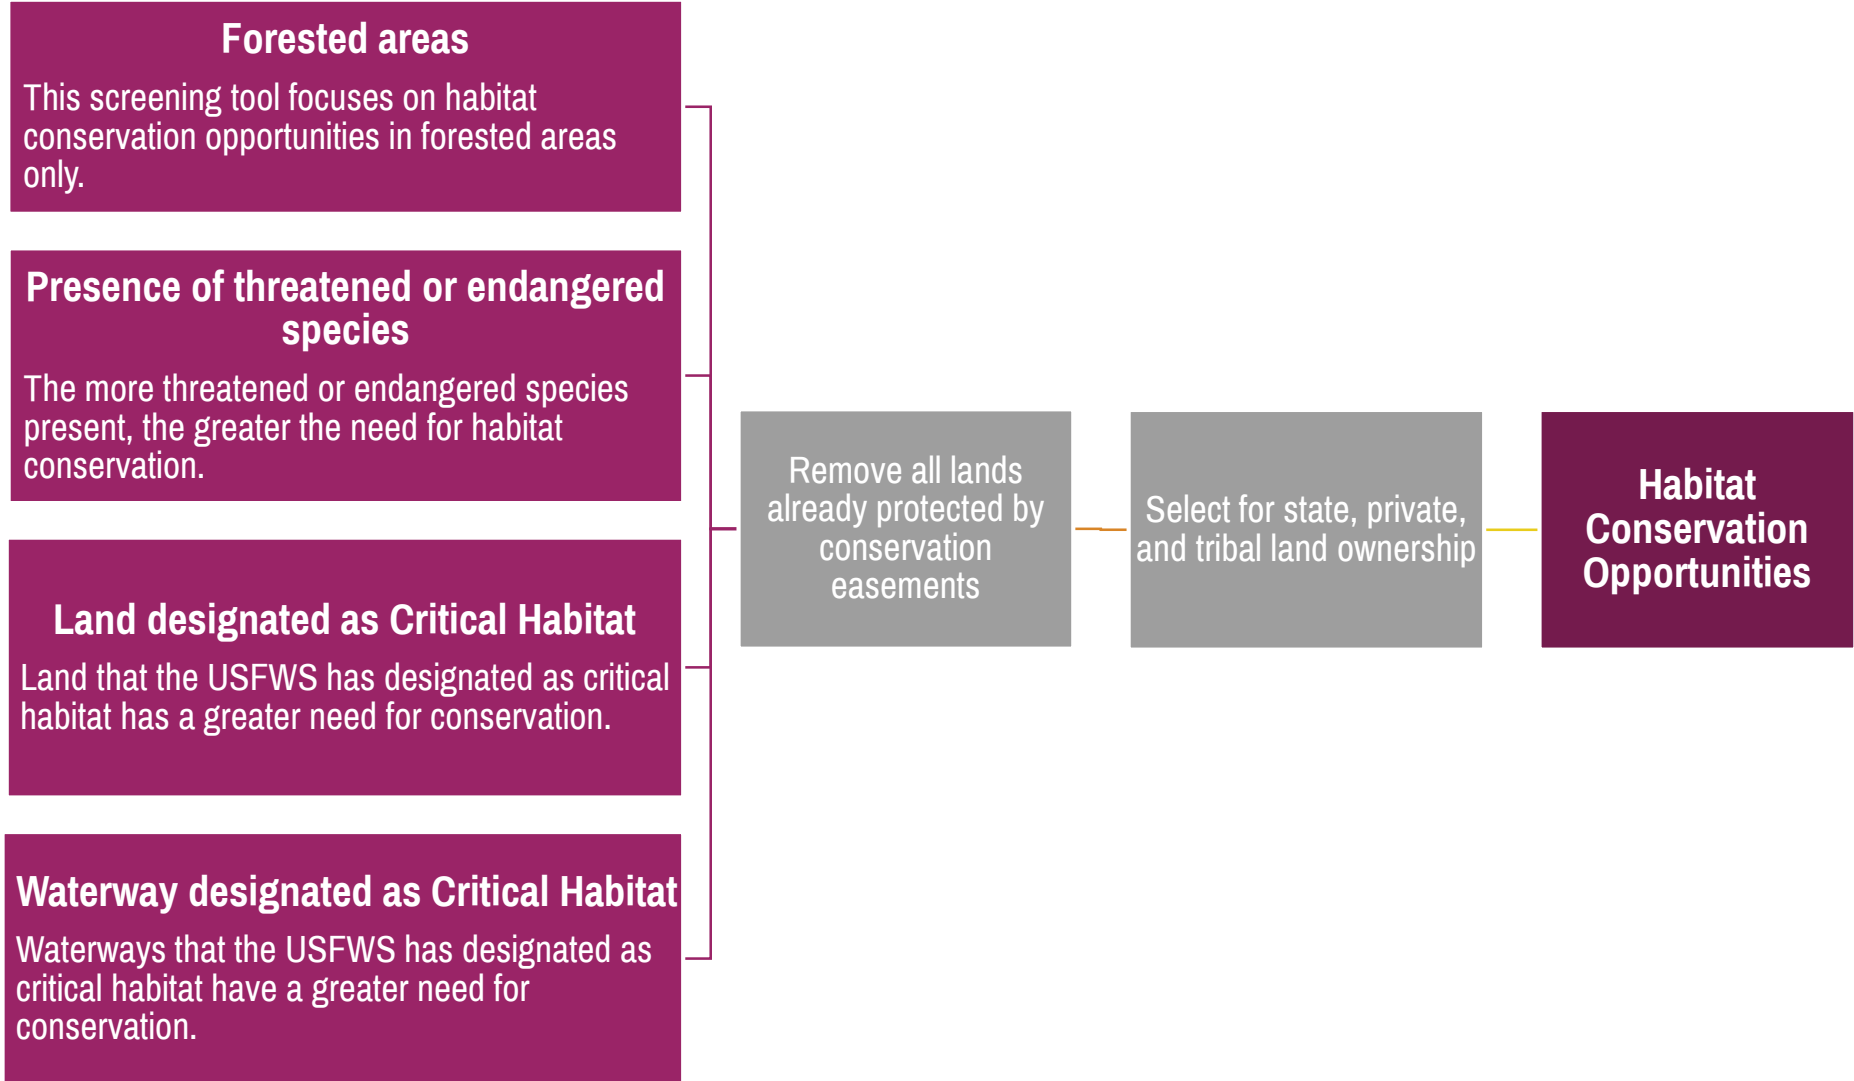 Forested areas
This screening tool focuses on habitat
conservation opportunities in forested areas
only.
Presence of threatened or endangered
species
The more threatened or endangered species
present, the greater the need for habitat
conservation.
Land designated as Critical Habitat
Land that the USFWS has designated as critical
habitat has a greater need for conservation.
Waterway designated as Critical Habitat
Waterways that the USFWS has designated as
critical habitat have a greater need for
conservation.
Remove all lands
already protected by
conservation
easements
Select for state, private,
and tribal land ownership
Habitat
Conservation
Opportunities